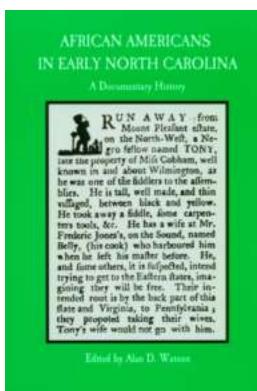 AFRICAN AMERICANS
IN EARLY NORTH CAROLINA
A Documentary History
RUN AWAY from
Mount Pleasant estate,
on the North-West, a Ne-
gro fellow named TONY,
late the property of Miss Cobham, well
known in and about Wilmington, as
he was one of the fiddlers to the assem-
blies. He is tall, well made, and thin
visaged, between black and yellow.
He took away a fiddle, some carpen-
ters tools, &c. He has a wife at Mr.
Frederic Jones's, on the Sound, named
Betty, (his cook) who harboured him
when he left his master before. He,
and some others, it is suspected, intend
trying to get to the Eastern states, ima-
gining they will be free. Their in-
tended root is by the back part of this
state and Virginia, to Pennsylvania;
they proposed taking their wives.
Tony's wife would not go with him.
Edited by Alan D. Watson